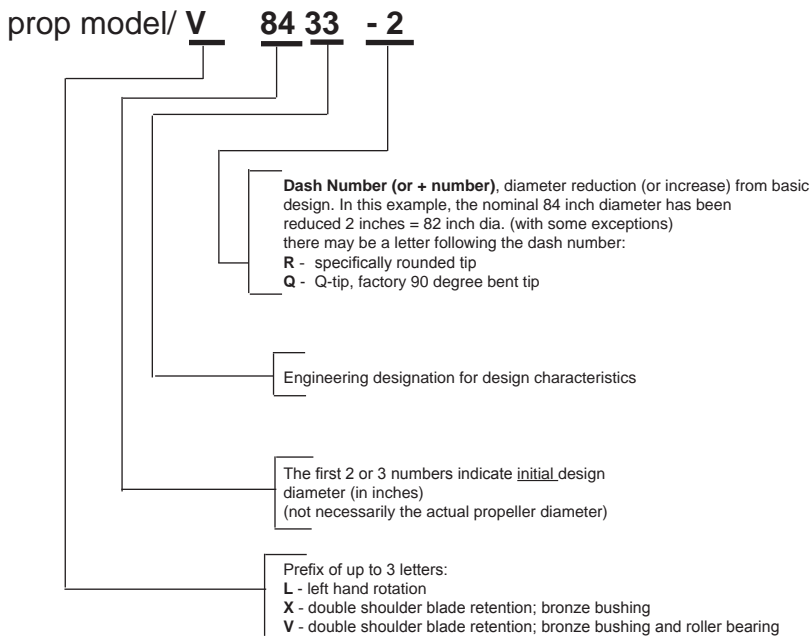 prop model/ V 84 33 - 2
Dash Number (or + number), diameter reduction (or increase) from basic
design. In this example, the nominal 84 inch diameter has been
reduced 2 inches = 82 inch dia. (with some exceptions)
there may be a letter following the dash number:
R - specifically rounded tip
Q - Q-tip, factory 90 degree bent tip
Engineering designation for design characteristics
The first 2 or 3 numbers indicate initial design
diameter (in inches)
(not necessarily the actual propeller diameter)
Prefix of up to 3 letters:
L - left hand rotation
X - double shoulder blade retention; bronze bushing
V - double shoulder blade retention; bronze bushing and roller bearing